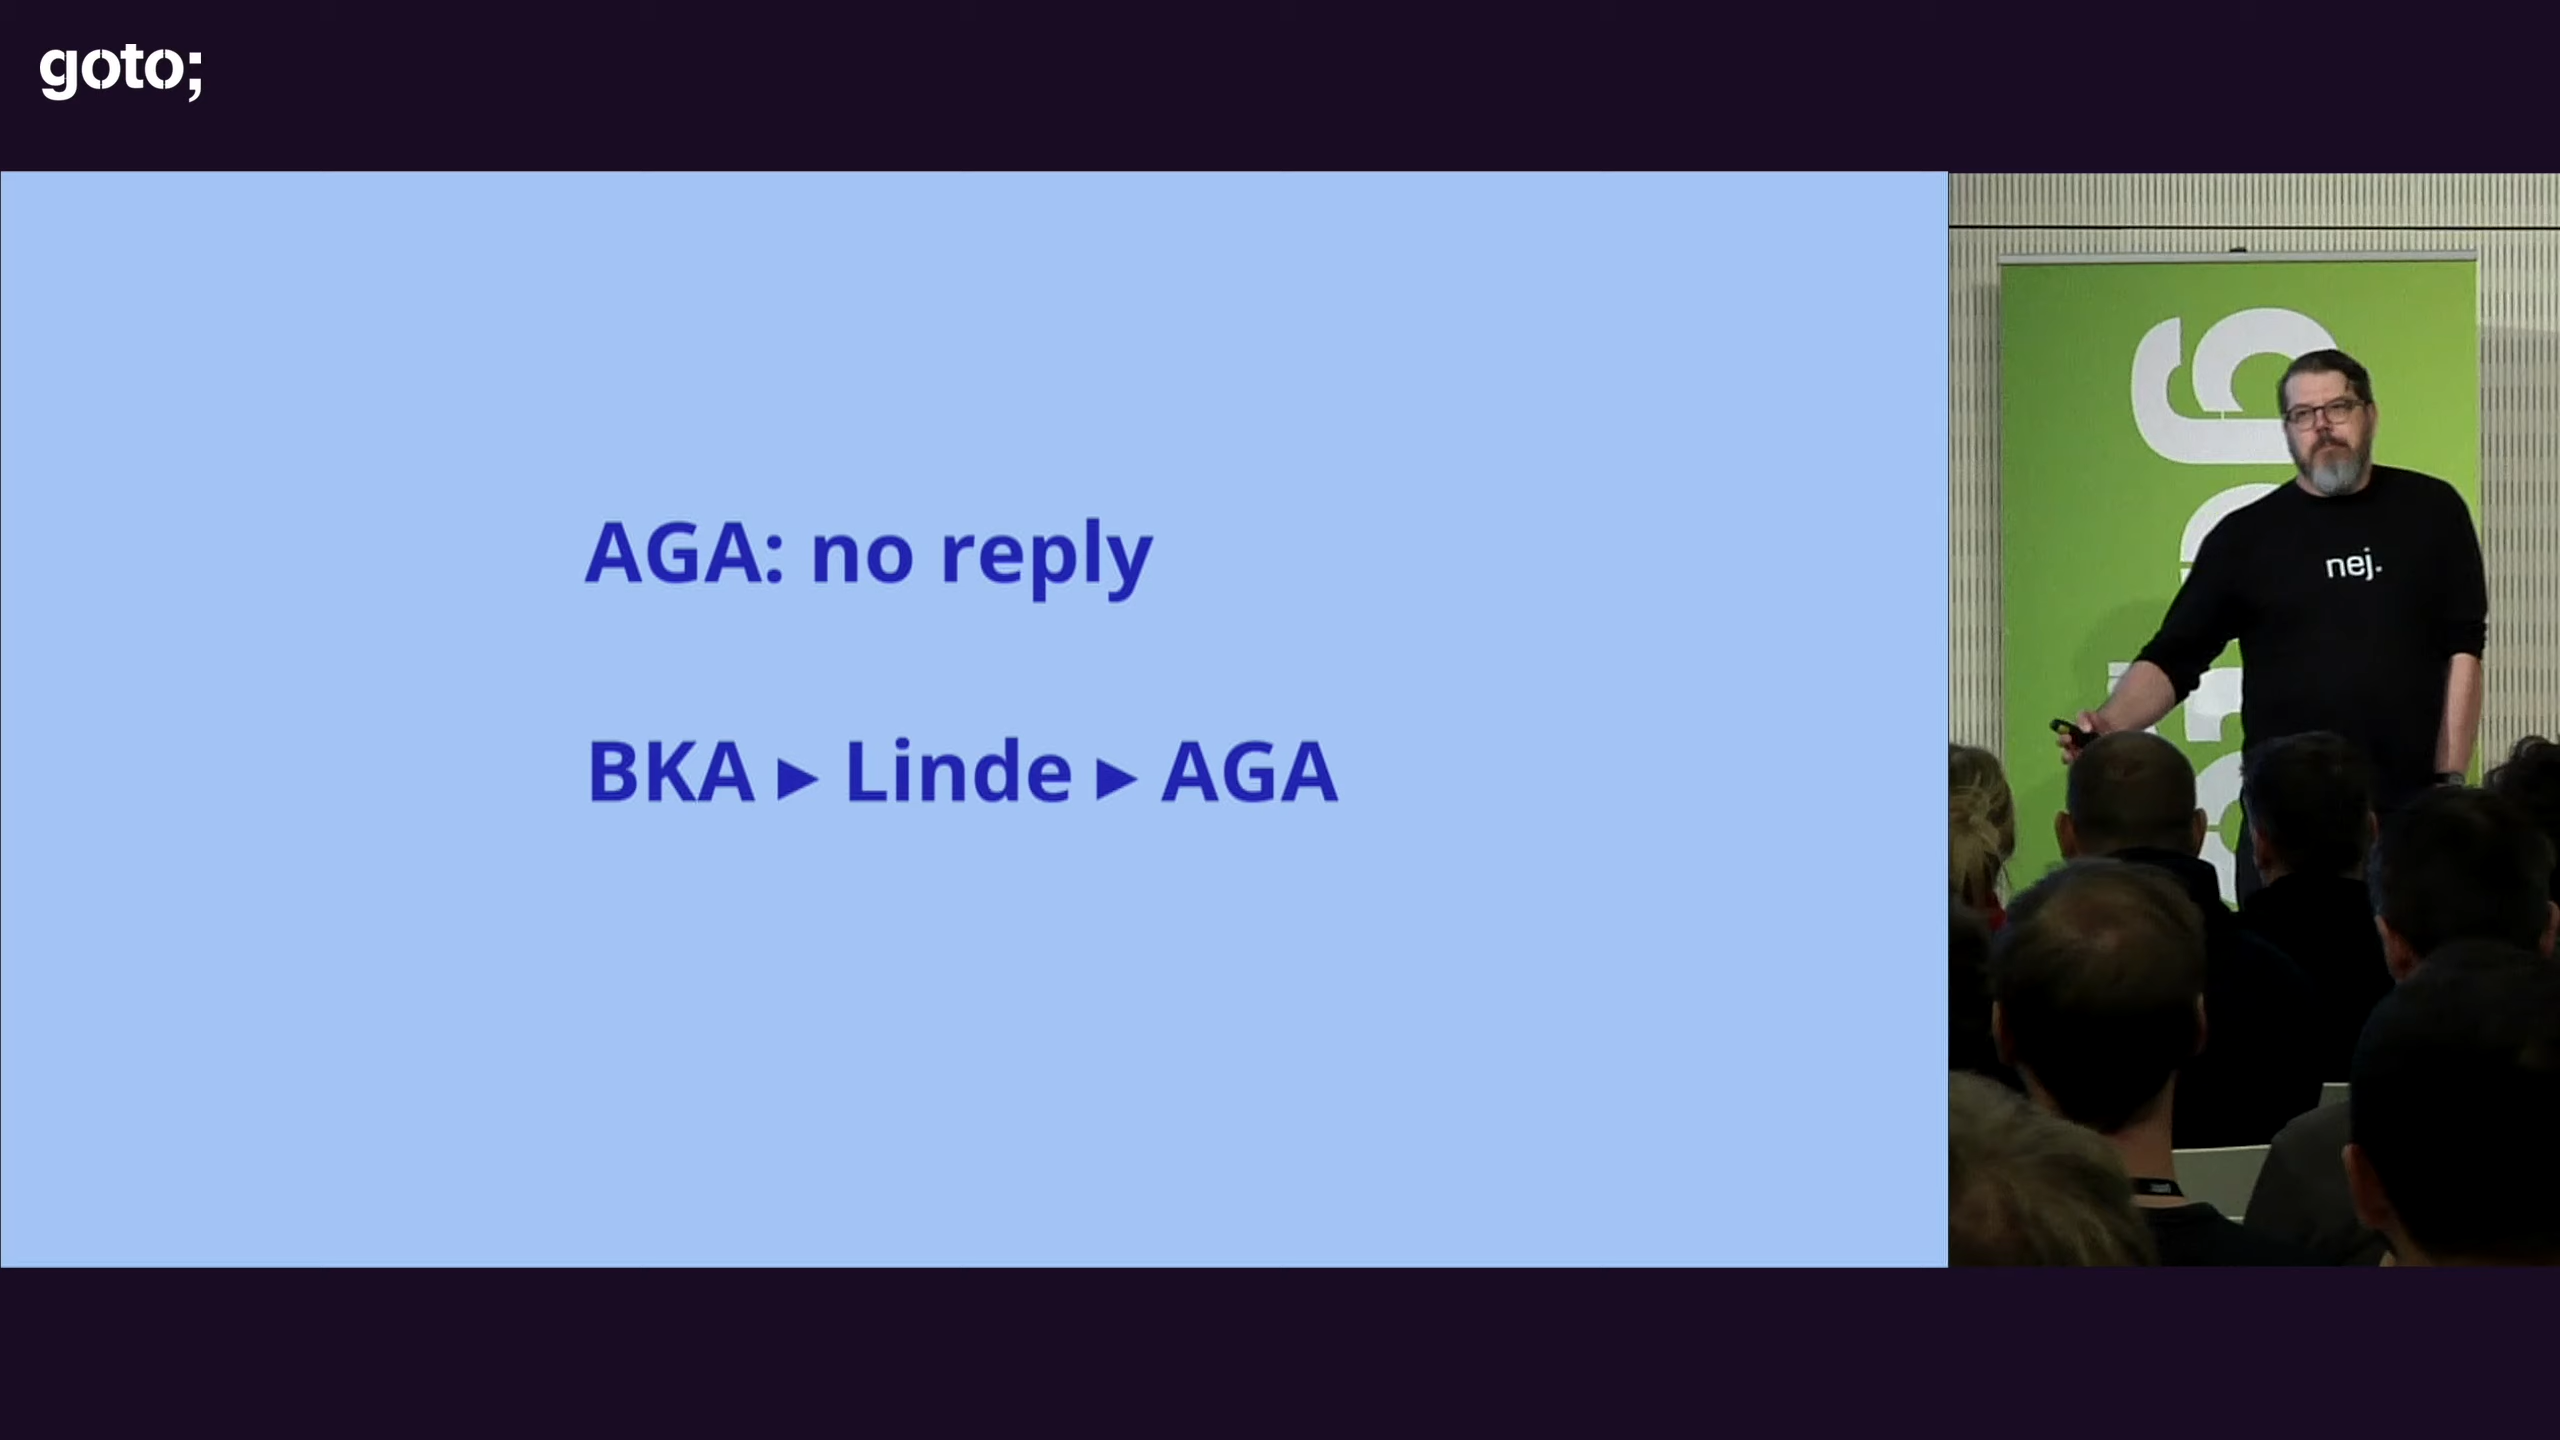 goto;
AGA: no reply
BKA ▸ Linde ▸ AGA
nej.